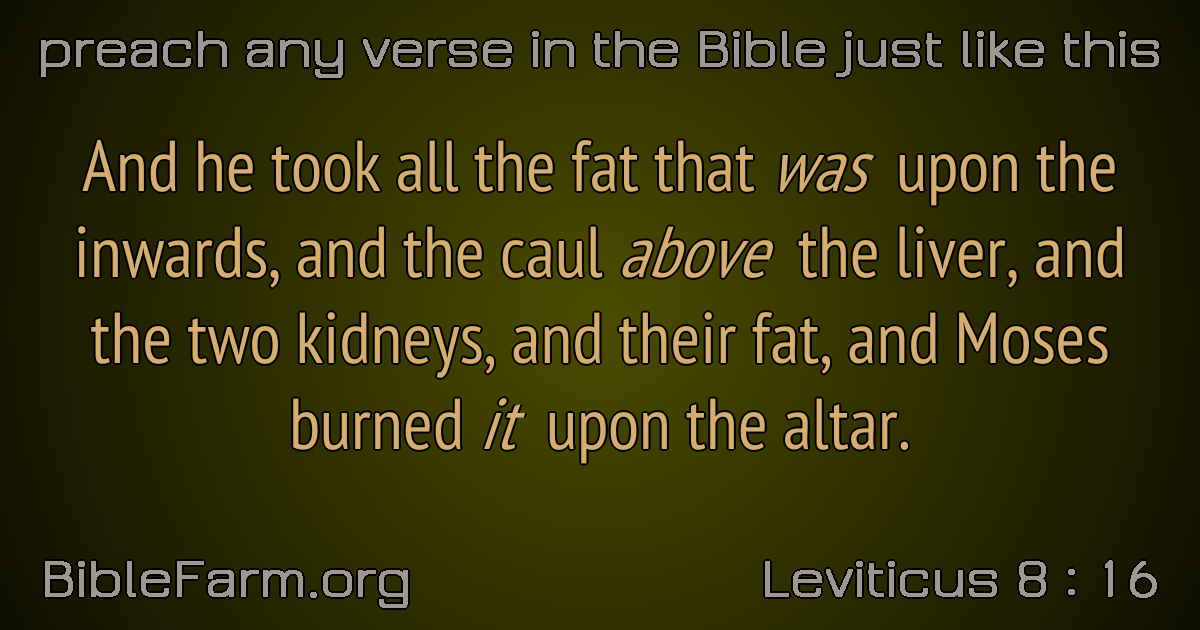 preach any verse in the Bible just like this
And he took all the fat that was upon the
inwards, and the caul above the liver, and
the two kidneys, and their fat, and Moses
burned it upon the altar.
BibleFarm.org
Leviticus 8 : 16